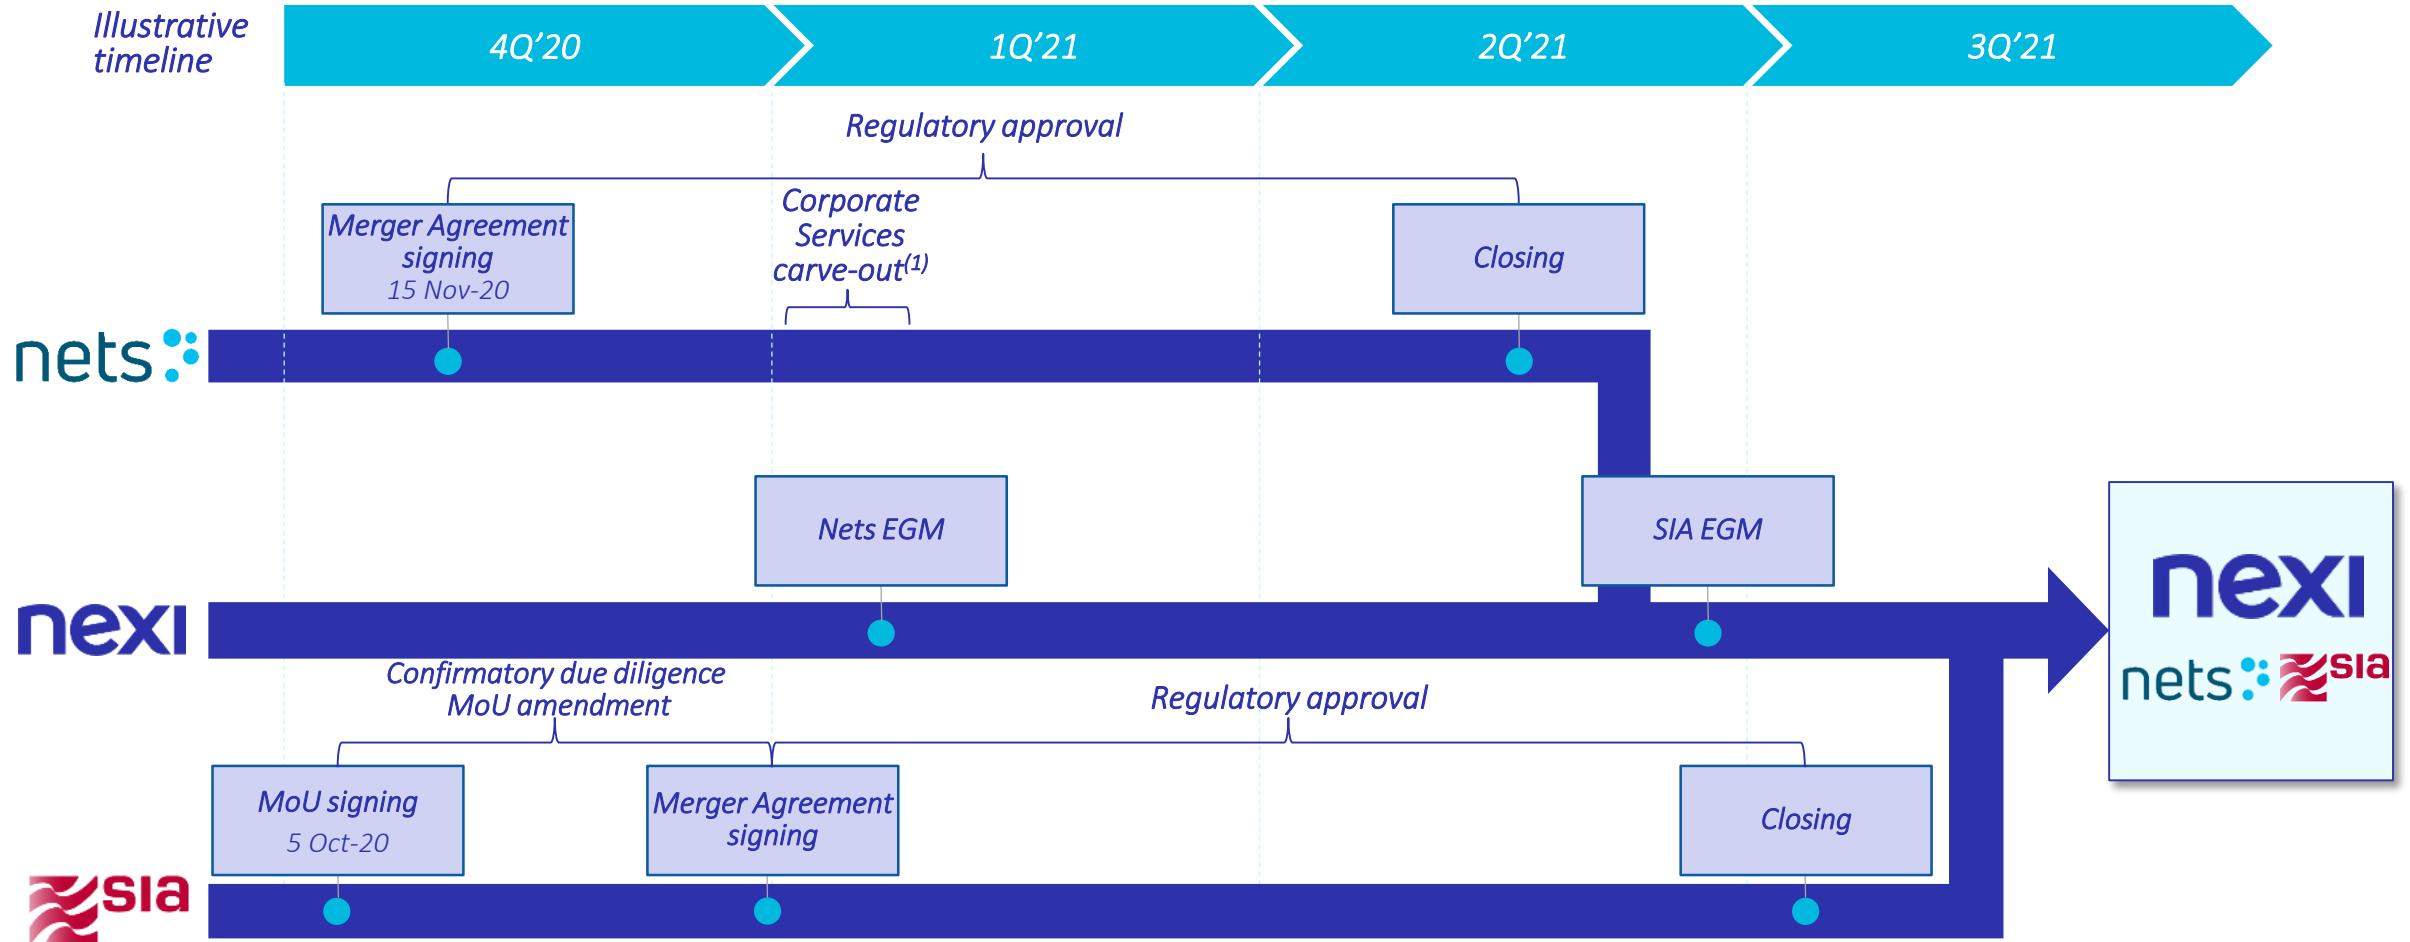 Illustrative
timeline
4Q’20
1Q’21
2Q’21
3Q’21
Regulatory approval
Corporate
Services
carve-out(1)
Merger Agreement
signing
15 Nov-20
Closing
nets
Nets EGM
SIA EGM
nexi
nexi
nets
SIA
Confirmatory due diligence
MoU amendment
Regulatory approval
MoU signing
5 Oct-20
Merger Agreement
signing
Closing
SIA